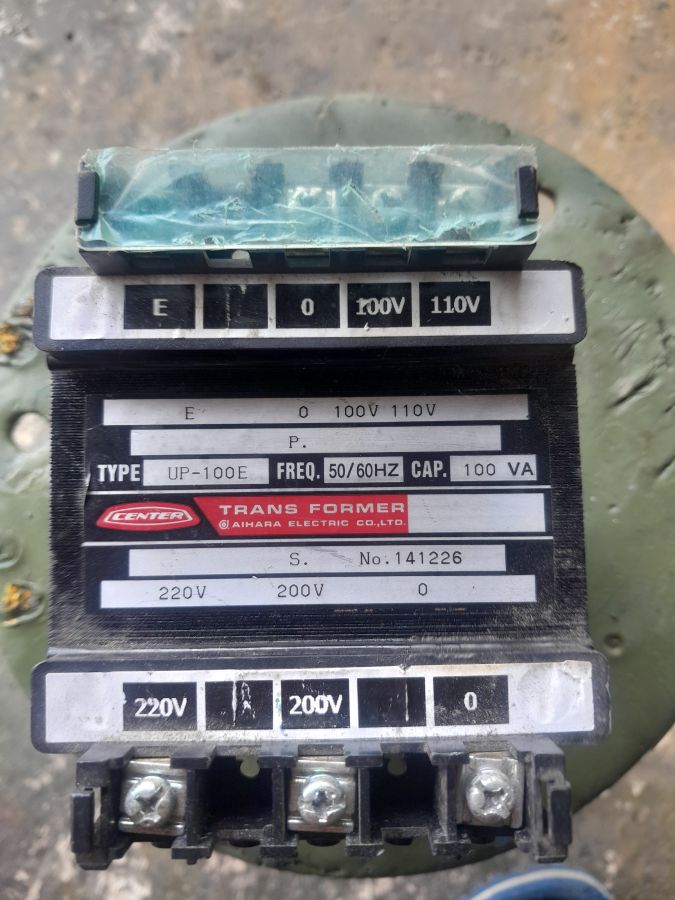 E 0 100V 110V
E 0 100V 110V
P.
TYPE UP-100E FREQ. 50/60HZ CAP. 100 VA
CENTER TRANS FORMER
AIHARA ELECTRIC CO.,LTD.
S. No.141226
220V 200V 0
220V 200V 0